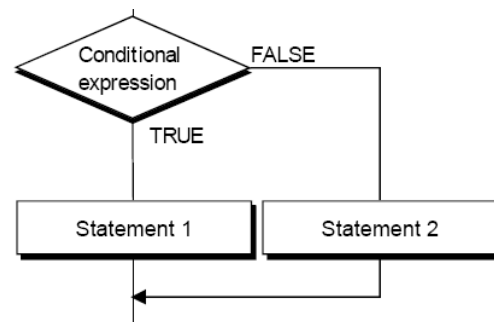 Conditional
expression
FALSE
TRUE
Statement 1
Statement 2